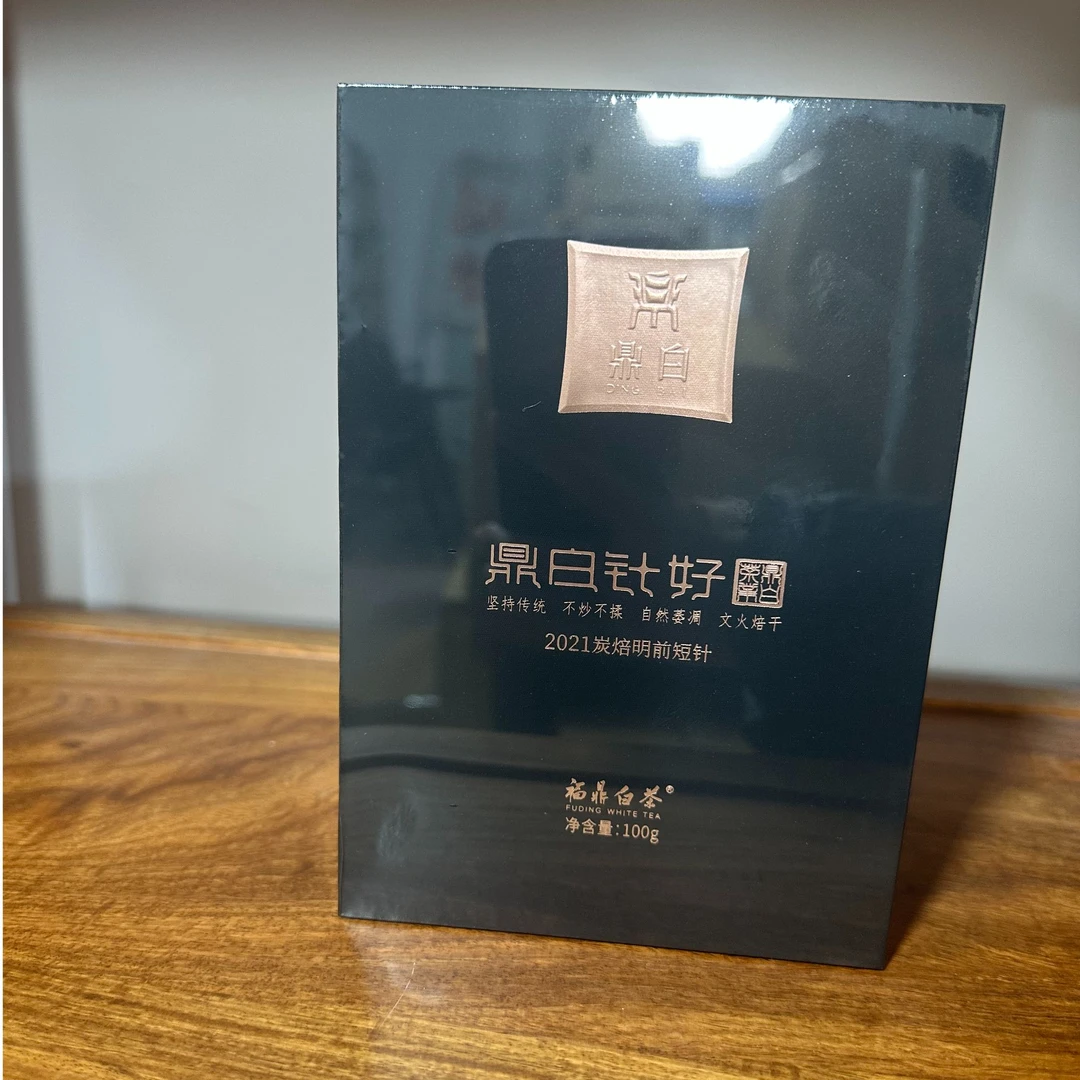 鼎白
鼎白针好 鼎白茶業
坚持传统 不炒不揉 自然萎凋 文火焙干
2021炭焙明前短针
福鼎白茶®
FUDING WHITE TEA
净含量:100g